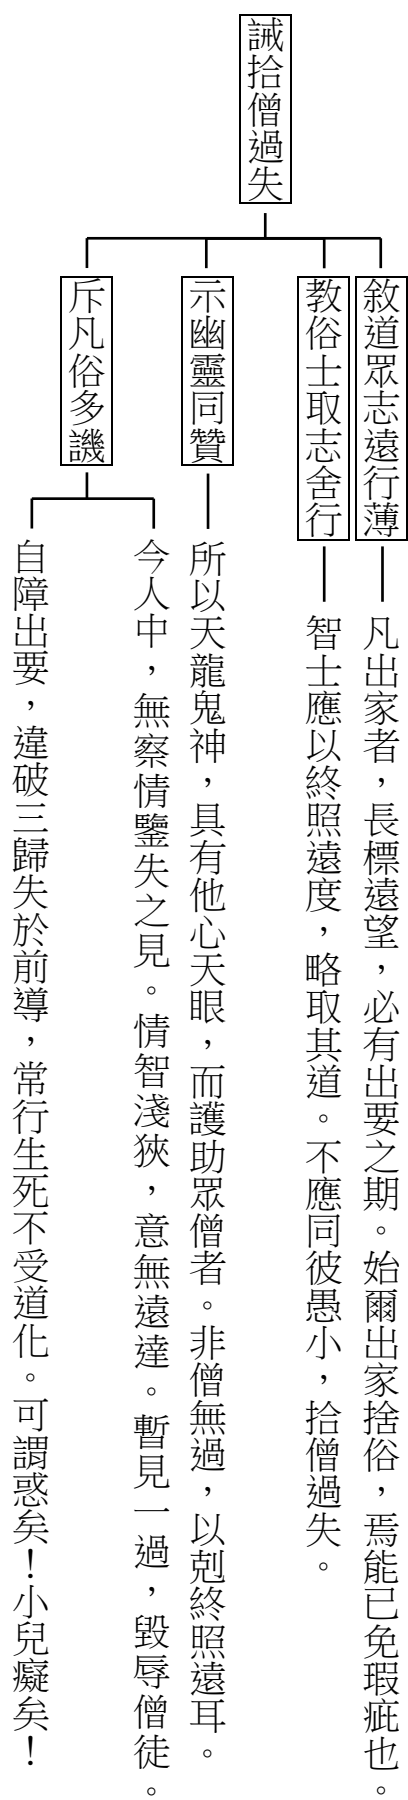 誡拾僧過失
敘道眾志遠行薄
凡出家者，長標遠望，必有出要之期。始爾出家捨俗，焉能已免瑕疵也。
教俗士取志舍行
智士應以終照遠度，略取其道。不應同彼愚小，拾僧過失。
示幽靈同贊
所以天龍鬼神，具有他心天眼，而護助眾僧者。非僧無過，以剋終照遠耳。
斥凡俗多譏
今人中，無察情鑒失之見。情智淺狹，意無遠達。暫見一過，毀辱僧徒。
自障出要，違破三歸失於前導，常行生死不受道化。可謂惑矣！小兒癡矣！